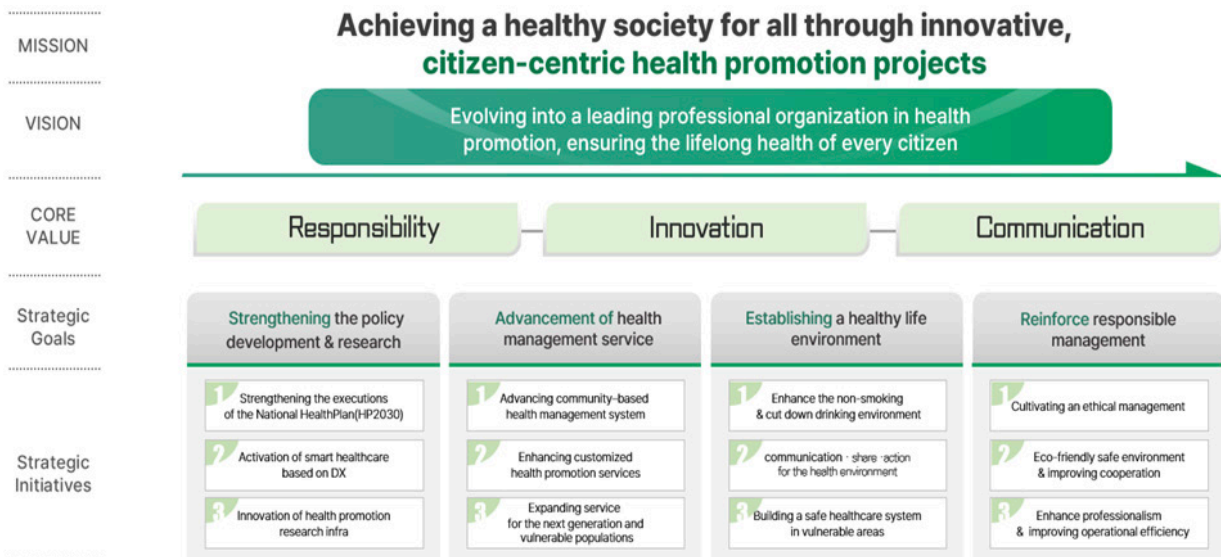 MISSION
Achieving a healthy society for all through innovative,
citizen-centric health promotion projects
VISION
Evolving into a leading professional organization in health
promotion, ensuring the lifelong health of every citizen
CORE
VALUE
Responsibility
Innovation
Communication
Strategic
Goals
Strengthening the policy
development & research
Advancement of health
management service
Establishing a healthy life
environment
Reinforce responsible
management
Strategic
Initiatives
1
Strengthening the executions
of the National HealthPlan(HP2030)
2
Activation of smart healthcare
based on DX
3
Innovation of health promotion
research infra
1
Advancing community-based
health management system
2
Enhancing customized
health promotion services
3
Expanding service
for the next generation and
vulnerable populations
1
Enhance the non-smoking
& cut down drinking environment
2
communication · share ·action
for the health environment
3
Building a safe healthcare system
in vulnerable areas
1
Cultivating an ethical management
2
Eco-friendly safe environment
& improving cooperation
3
Enhance professionalism
& improving operational efficiency